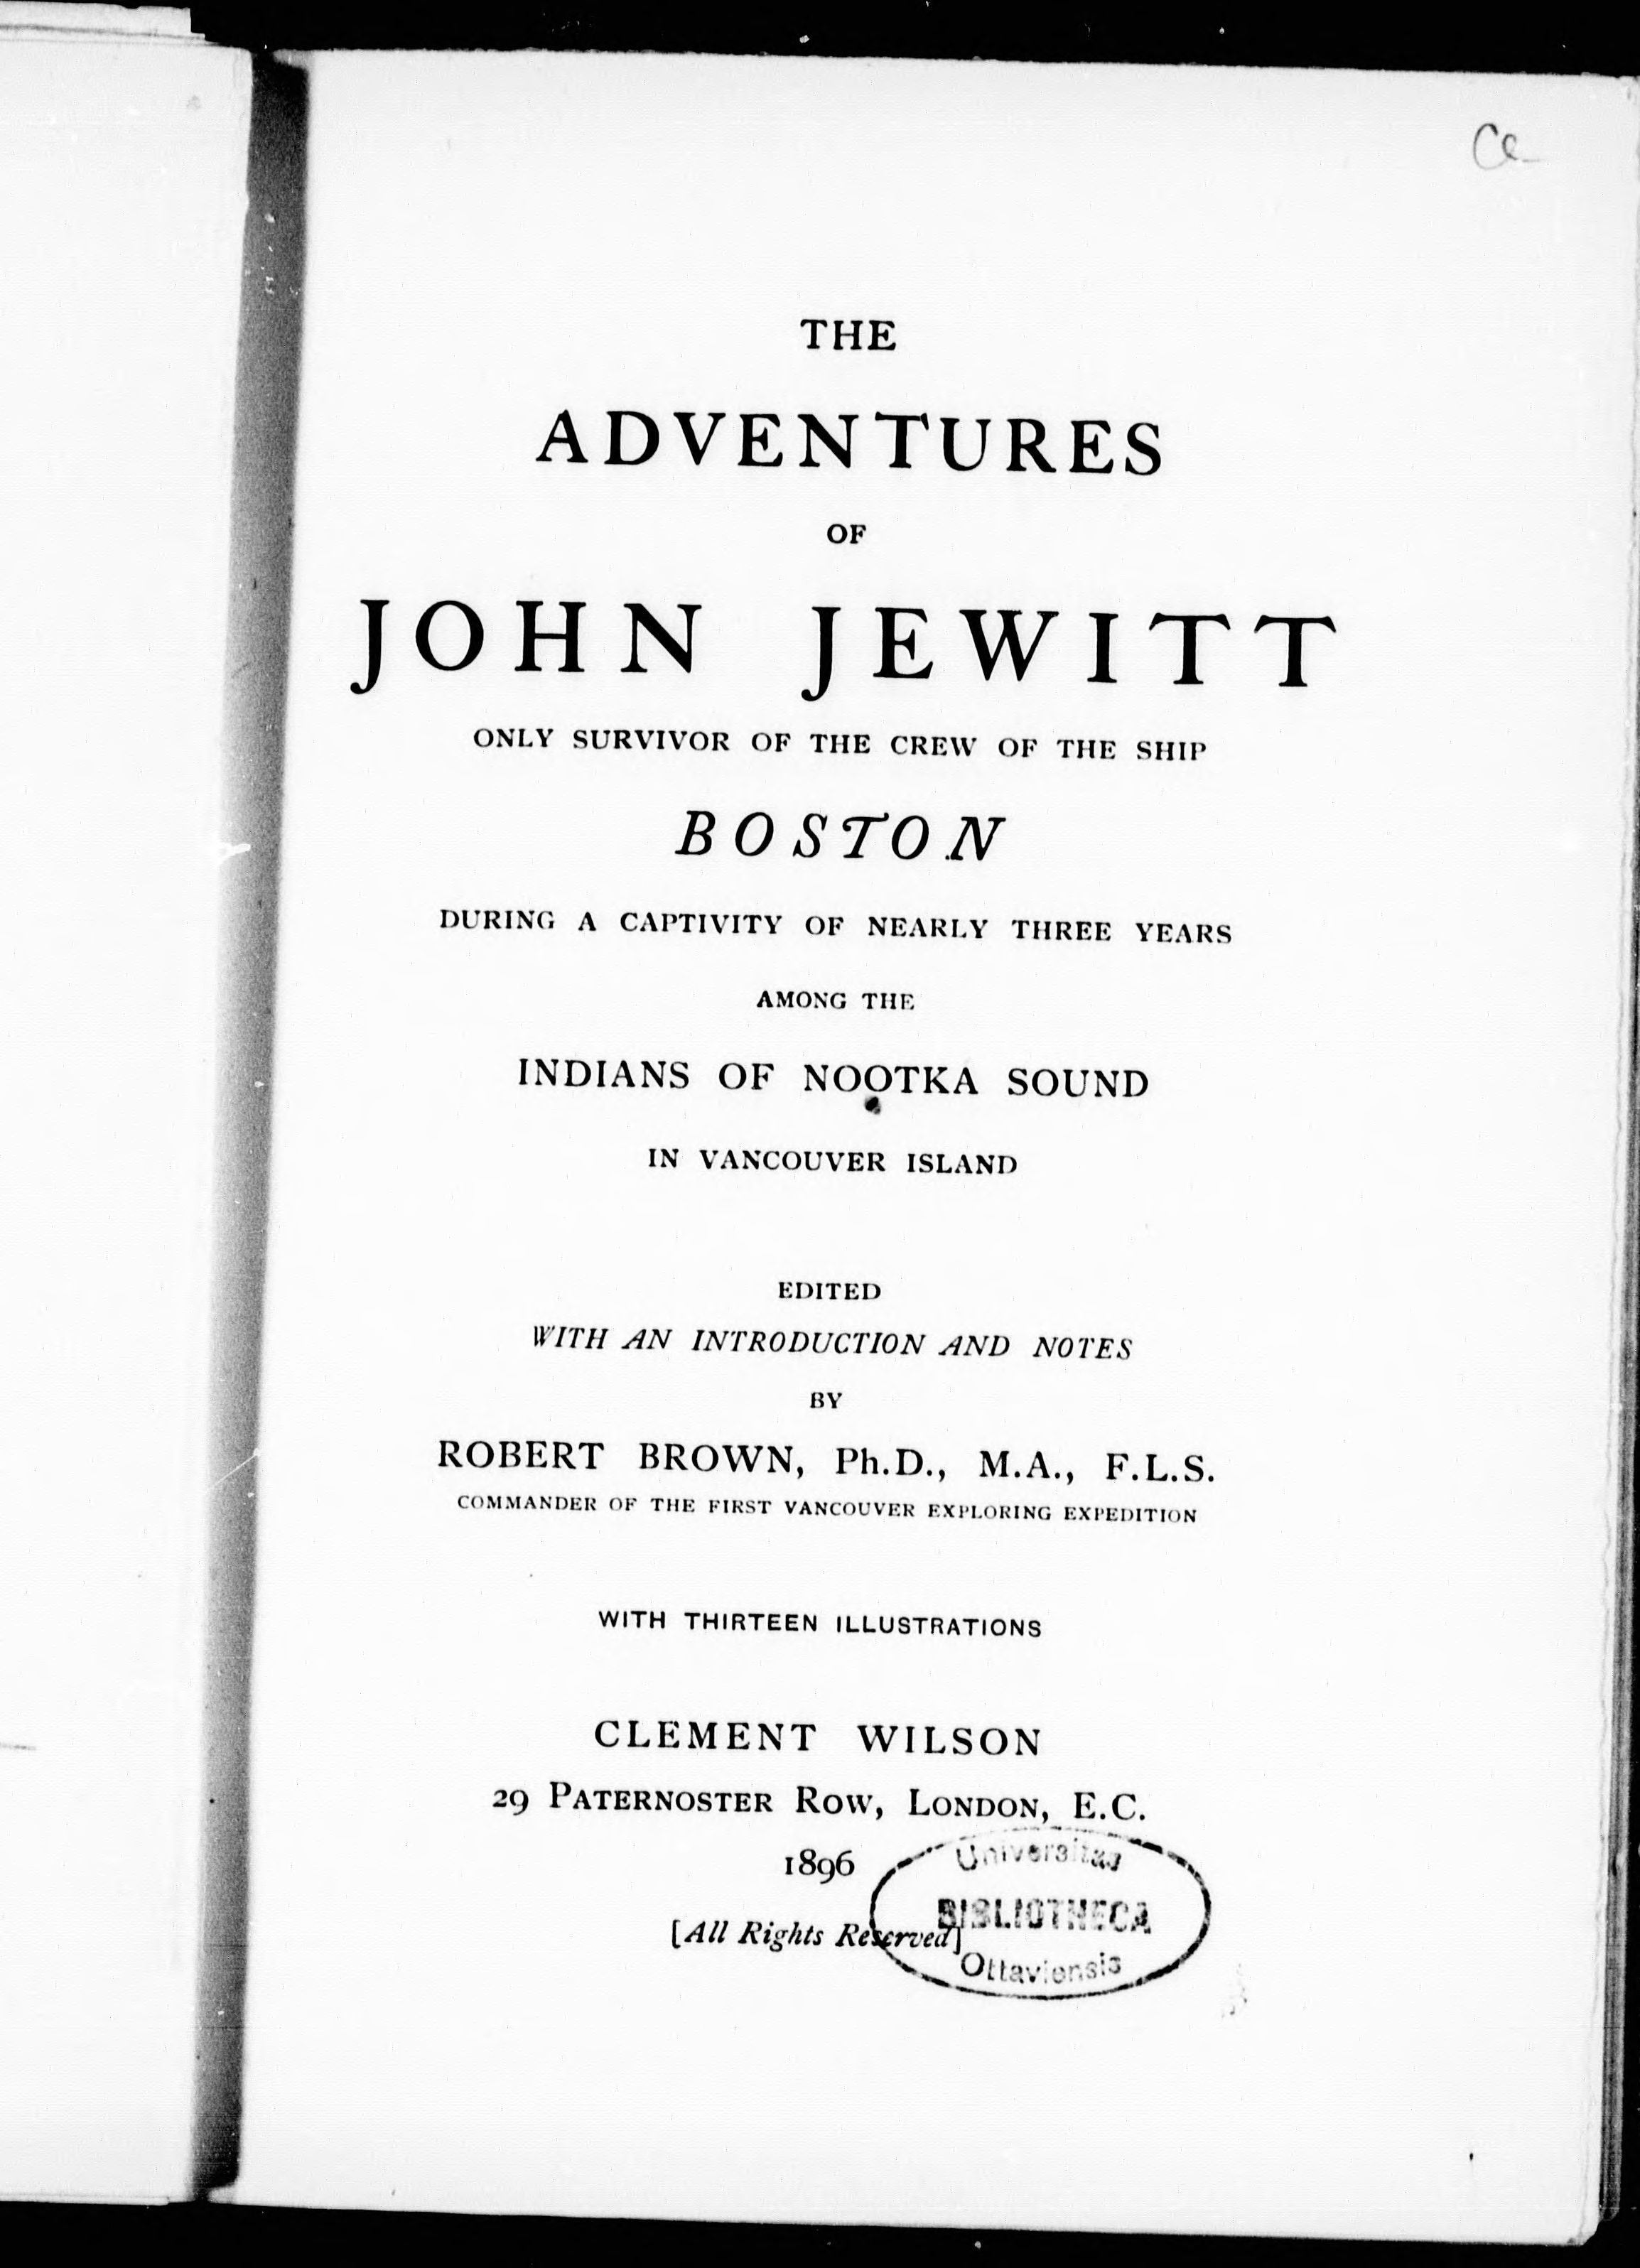 THE
ADVENTURES
OF
JOHN JEWITT
ONLY SURVIVOR OF THE CREW OF THE SHIP
BOSTON
DURING A CAPTIVITY OF NEARLY THREE YEARS
AMONG THE
INDIANS OF NOOTKA SOUND
IN VANCOUVER ISLAND
EDITED
WITH AN INTRODUCTION AND NOTES
BY
ROBERT BROWN, Ph.D., M.A., F.L.S.
COMMANDER OF THE FIRST VANCOUVER EXPLORING EXPEDITION
WITH THIRTEEN ILLUSTRATIONS
CLEMENT WILSON
29 PATERNOSTER ROW, LONDON, E.C.
1896
[All Rights Reserved]
Universitas
BIBLIOTHECA
Ottaviensis